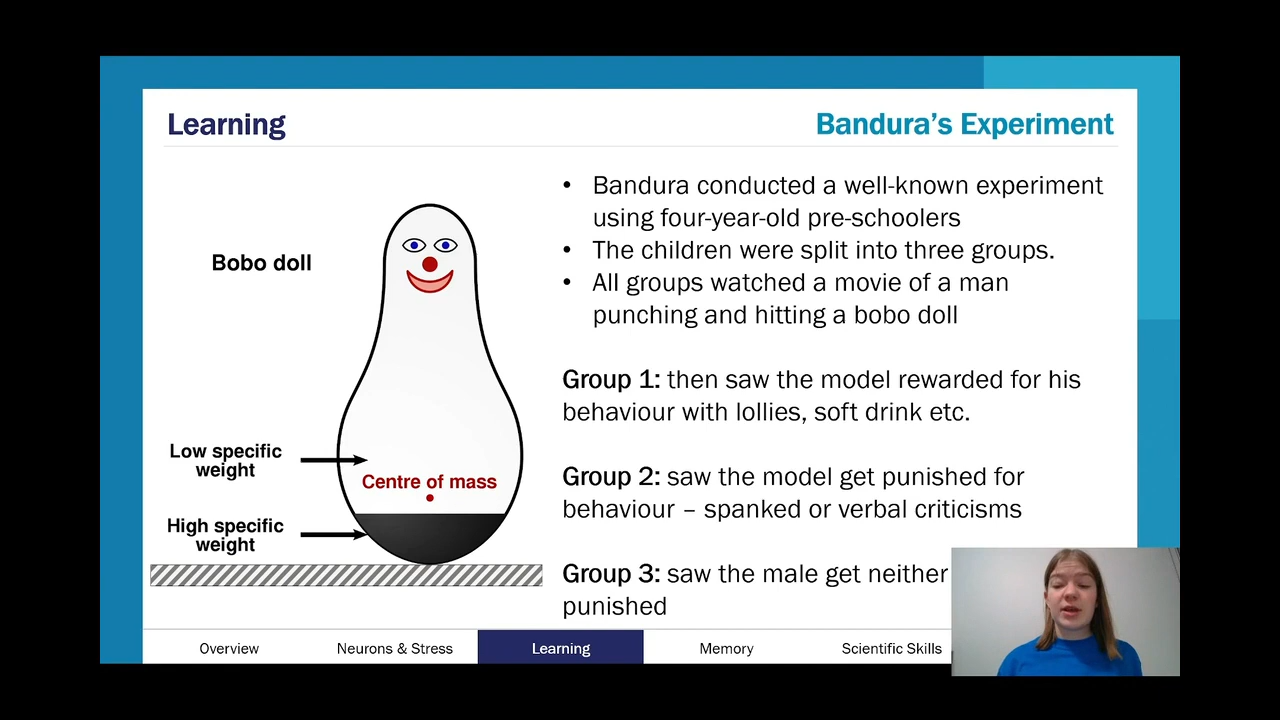 Learning
Bandura's Experiment
Bobo doll
Low specific
weight
Centre of mass
High specific
weight
• Bandura conducted a well-known experiment
using four-year-old pre-schoolers
• The children were split into three groups.
• All groups watched a movie of a man
punching and hitting a bobo doll
Group 1: then saw the model rewarded for his
behaviour with lollies, soft drink etc.
Group 2: saw the model get punished for
behaviour – spanked or verbal criticisms
Group 3: saw the male get neither
punished
Overview
Neurons & Stress
Learning
Memory
Scientific Skills